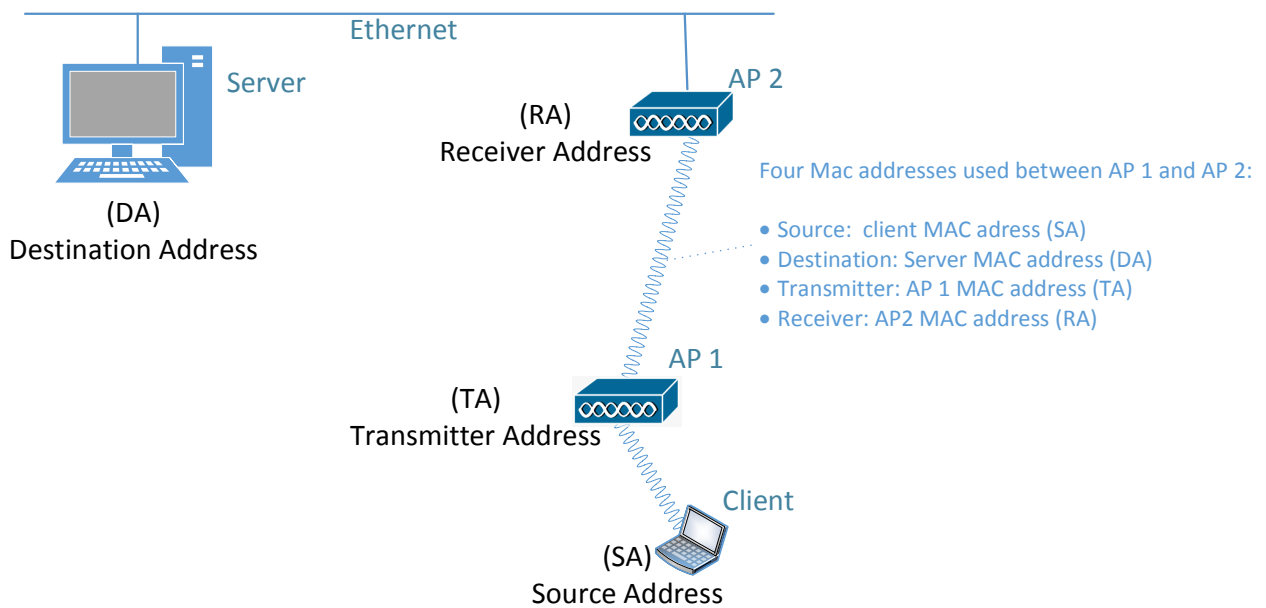 Ethernet
Server
AP 2
(RA)
Receiver Address
Four Mac addresses used between AP 1 and AP 2:
• Source:  client MAC adress (SA)
• Destination: Server MAC address (DA)
• Transmitter: AP 1 MAC address (TA)
• Receiver: AP2 MAC address (RA)
(DA)
Destination Address
AP 1
(TA)
Transmitter Address
Client
(SA)
Source Address